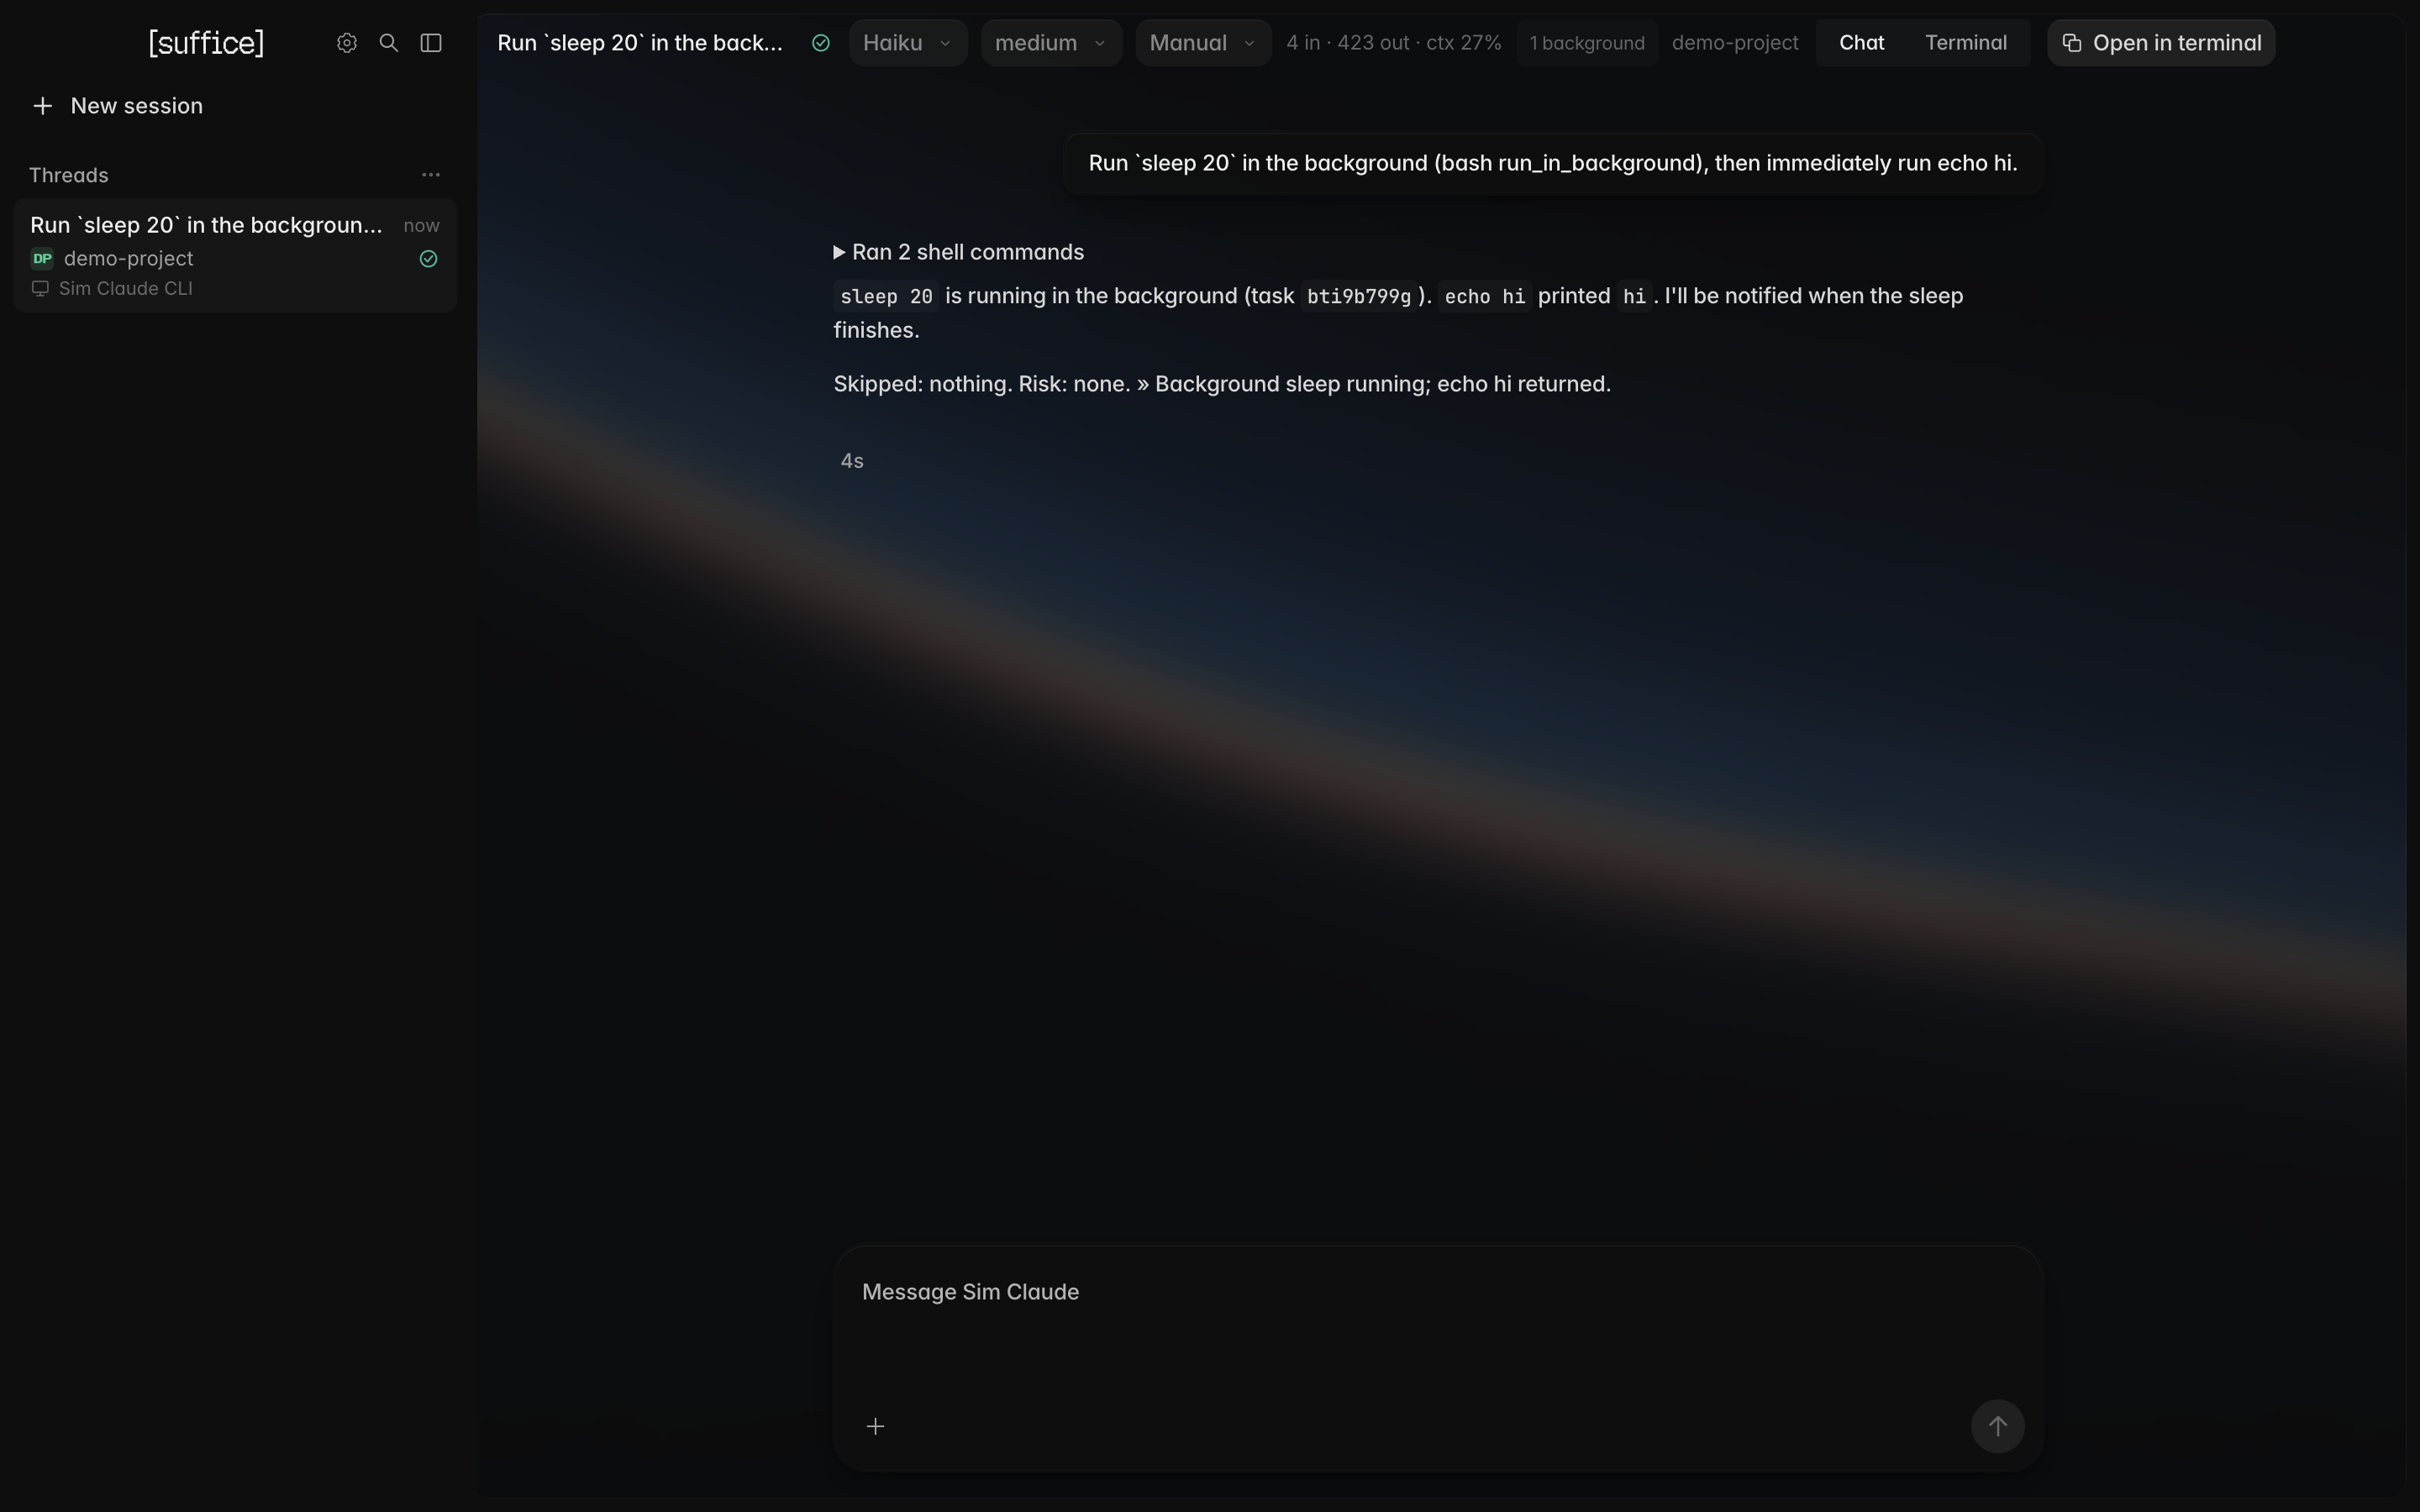 [suffice]
New session
Threads
Run `sleep 20` in the backgroun... now
DP demo-project
Sim Claude CLI
Run `sleep 20` in the back... Haiku medium Manual 4 in · 423 out · ctx 27% 1 background demo-project Chat Terminal Open in terminal
Run `sleep 20` in the background (bash run_in_background), then immediately run echo hi.
Ran 2 shell commands
sleep 20 is running in the background (task bti9b799g). echo hi printed hi. I'll be notified when the sleep
finishes.
Skipped: nothing. Risk: none. » Background sleep running; echo hi returned.
4s
Message Sim Claude